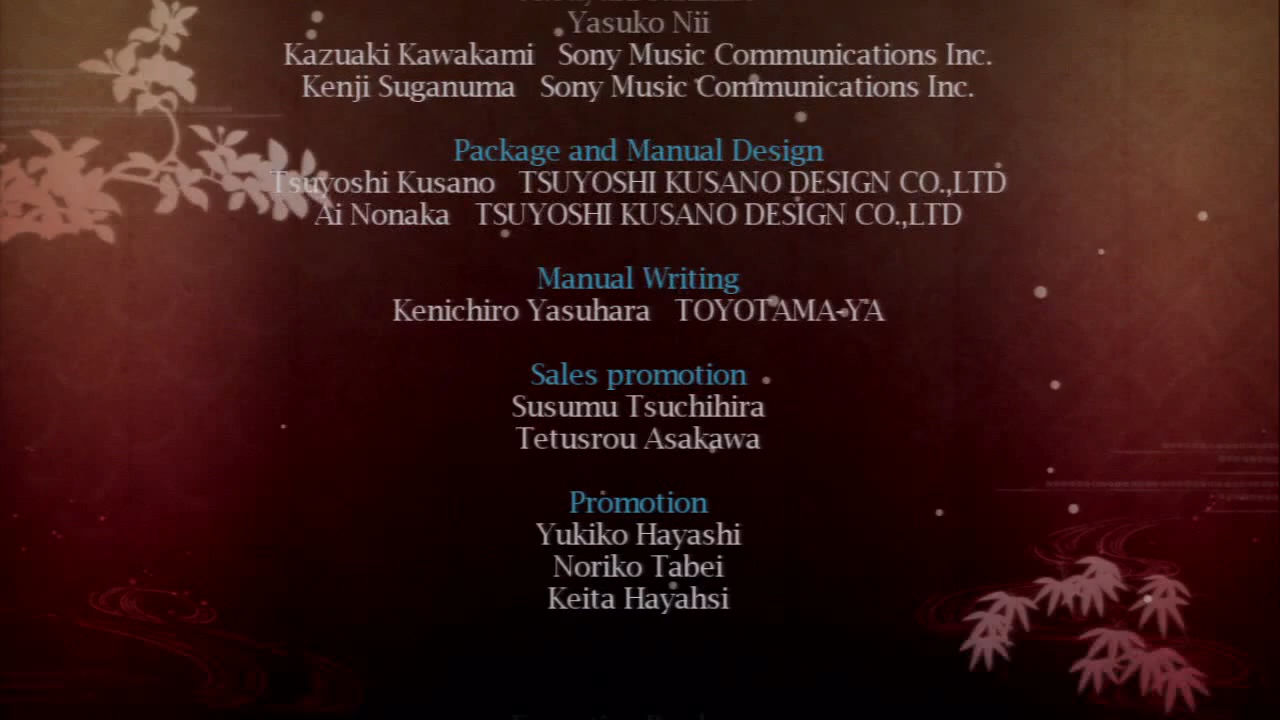 Yasuko Nii
Kazuaki Kawakami Sony Music Communications Inc.
Kenji Suganuma Sony Music Communications Inc.
Package and Manual Design
Tsuyoshi Kusano TSUYOSHI KUSANO DESIGN CO.,LTD
Ai Nonaka TSUYOSHI KUSANO DESIGN CO.,LTD
Manual Writing
Kenichiro Yasuhara TOYOTAMA-YA
Sales promotion
Susumu Tsuchihira
Tetusrou Asakawa
Promotion
Yukiko Hayashi
Noriko Tabei
Keita Hayahsi